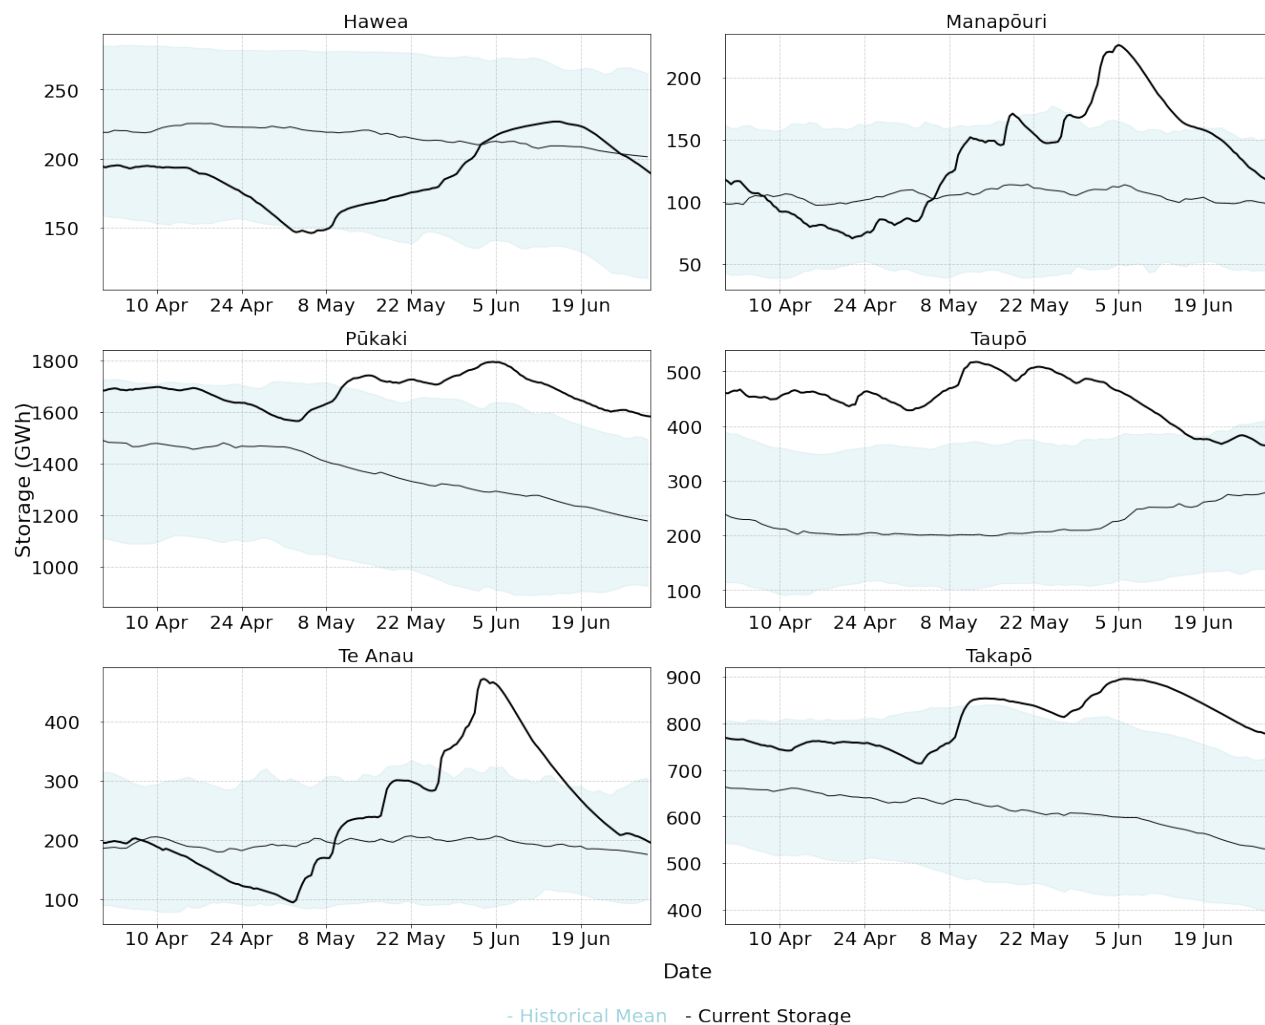 Hawea
250
200
150
10 Apr 24 Apr 8 May 22 May 5 Jun 19 Jun
Manapōuri
200
150
100
50
10 Apr 24 Apr 8 May 22 May 5 Jun 19 Jun
Pūkaki
1800
1600
1400
1200
1000
10 Apr 24 Apr 8 May 22 May 5 Jun 19 Jun
Taupō
500
400
300
200
100
10 Apr 24 Apr 8 May 22 May 5 Jun 19 Jun
Te Anau
400
300
200
100
10 Apr 24 Apr 8 May 22 May 5 Jun 19 Jun
Takapō
900
800
700
600
500
400
10 Apr 24 Apr 8 May 22 May 5 Jun 19 Jun
Storage (GWh)
Date
- Historical Mean - Current Storage